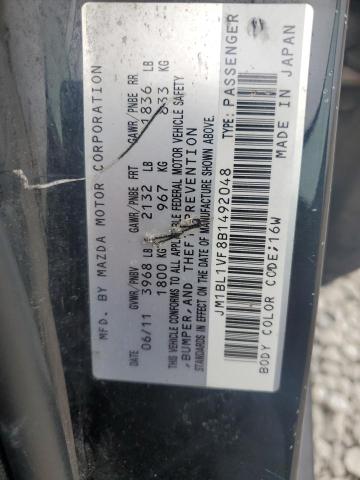 MFD. BY MAZDA MOTOR CORPORATION
DATE GVWR/PNBV GAWR/PNBE FRT GAWR/PNBE RR
06/11 3968 LB 2132 LB 1836 LB
1800 KG 967 KG 833 KG
THIS VEHICLE CONFORMS TO ALL APPLICABLE FEDERAL MOTOR VEHICLE SAFETY
, BUMPER, AND THEFT PREVENTION
STANDARDS IN EFFECT ON THE DATE OF MANUFACTURE SHOWN ABOVE.
JM1BL1VF8B1492048 TYPE: PASSENGER
BODY COLOR CODE;16W MADE IN JAPAN